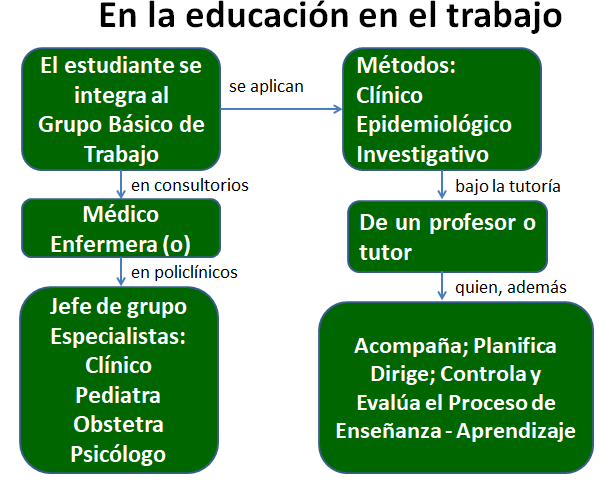 En la educación en el trabajo
El estudiante se
integra al
Grupo Básico de
Trabajo
se aplican
Métodos:
Clínico
Epidemiológico
Investigativo
en consultorios
bajo la tutoría
Médico
Enfermera (o)
De un profesor o
tutor
en policlínicos
quien, además
Jefe de grupo
Especialistas:
Clínico
Pediatra
Obstetra
Psicólogo
Acompaña; Planifica
Dirige; Controla y
Evalúa el Proceso de
Enseñanza - Aprendizaje